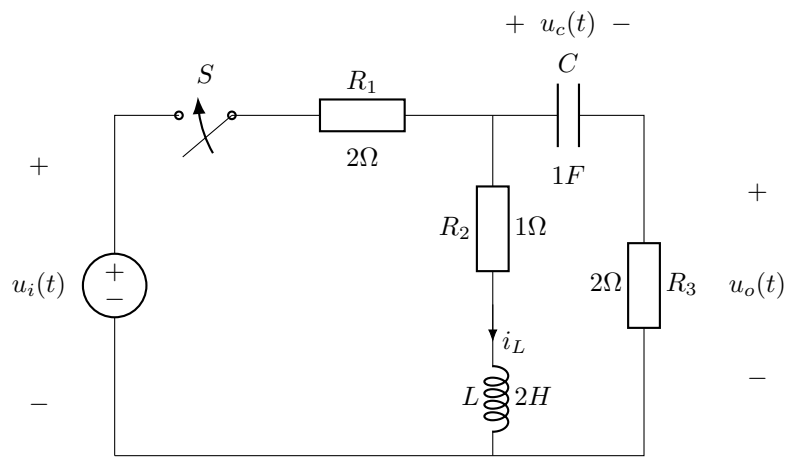 + u_c(t) −
S
C
R_1
+
2Ω
1F
+
R_2
1Ω
+
−
u_i(t)
2Ω
R_3
u_o(t)
i_L
−
L
2H
−